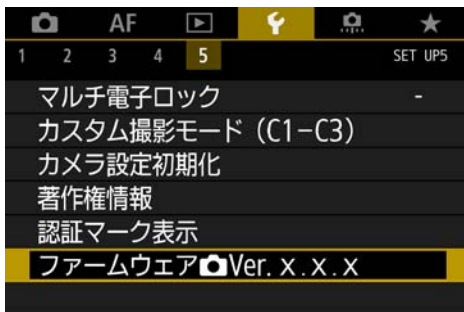 AF
1 2 3 4 5 SET UP5
マルチ電子ロック -
カスタム撮影モード（C1-C3）
カメラ設定初期化
著作権情報
認証マーク表示
ファームウェア Ver. x.x.x